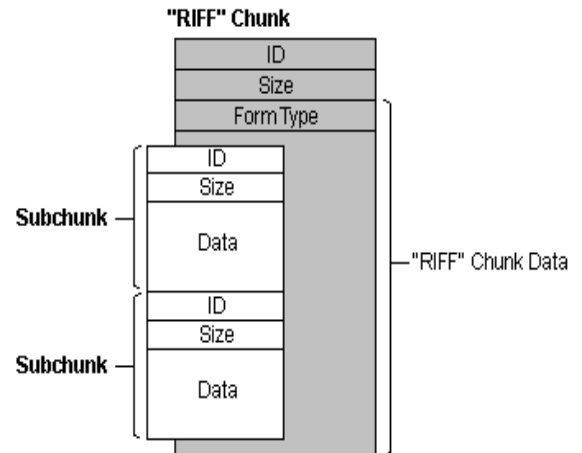 "RIFF" Chunk
ID
Size
Form Type
ID
Size
Subchunk
Data
"RIFF" Chunk Data
ID
Size
Subchunk
Data